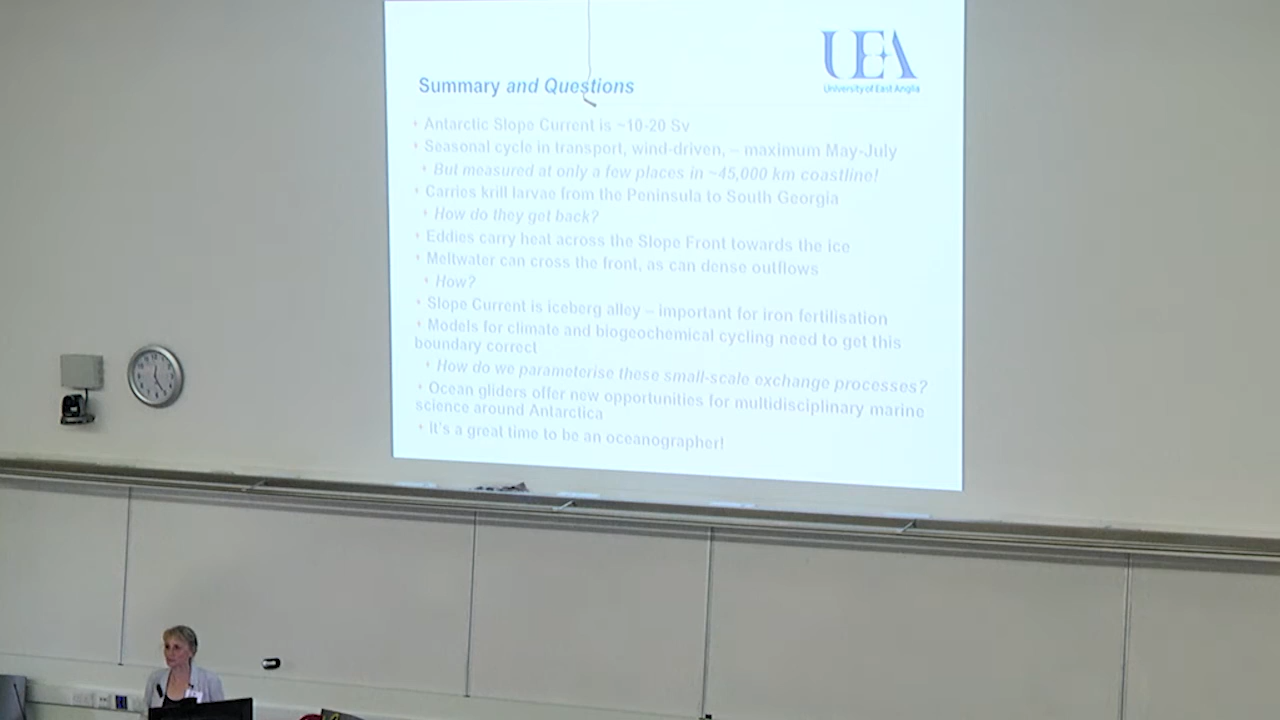 UEA
University of East Anglia
Summary and Questions
Antarctic Slope Current is ~10-20 Sv
Seasonal cycle in transport, wind-driven, – maximum May-July
But measured at only a few places in ~45,000 km coastline!
Carries krill larvae from the Peninsula to South Georgia
How do they get back?
Eddies carry heat across the Slope Front towards the ice
Meltwater can cross the front, as can dense outflows
How?
Slope Current is iceberg alley – important for iron fertilisation
Models for climate and biogeochemical cycling need to get this
boundary correct
How do we parameterise these small-scale exchange processes?
Ocean gliders offer new opportunities for multidisciplinary marine
science around Antarctica
It's a great time to be an oceanographer!